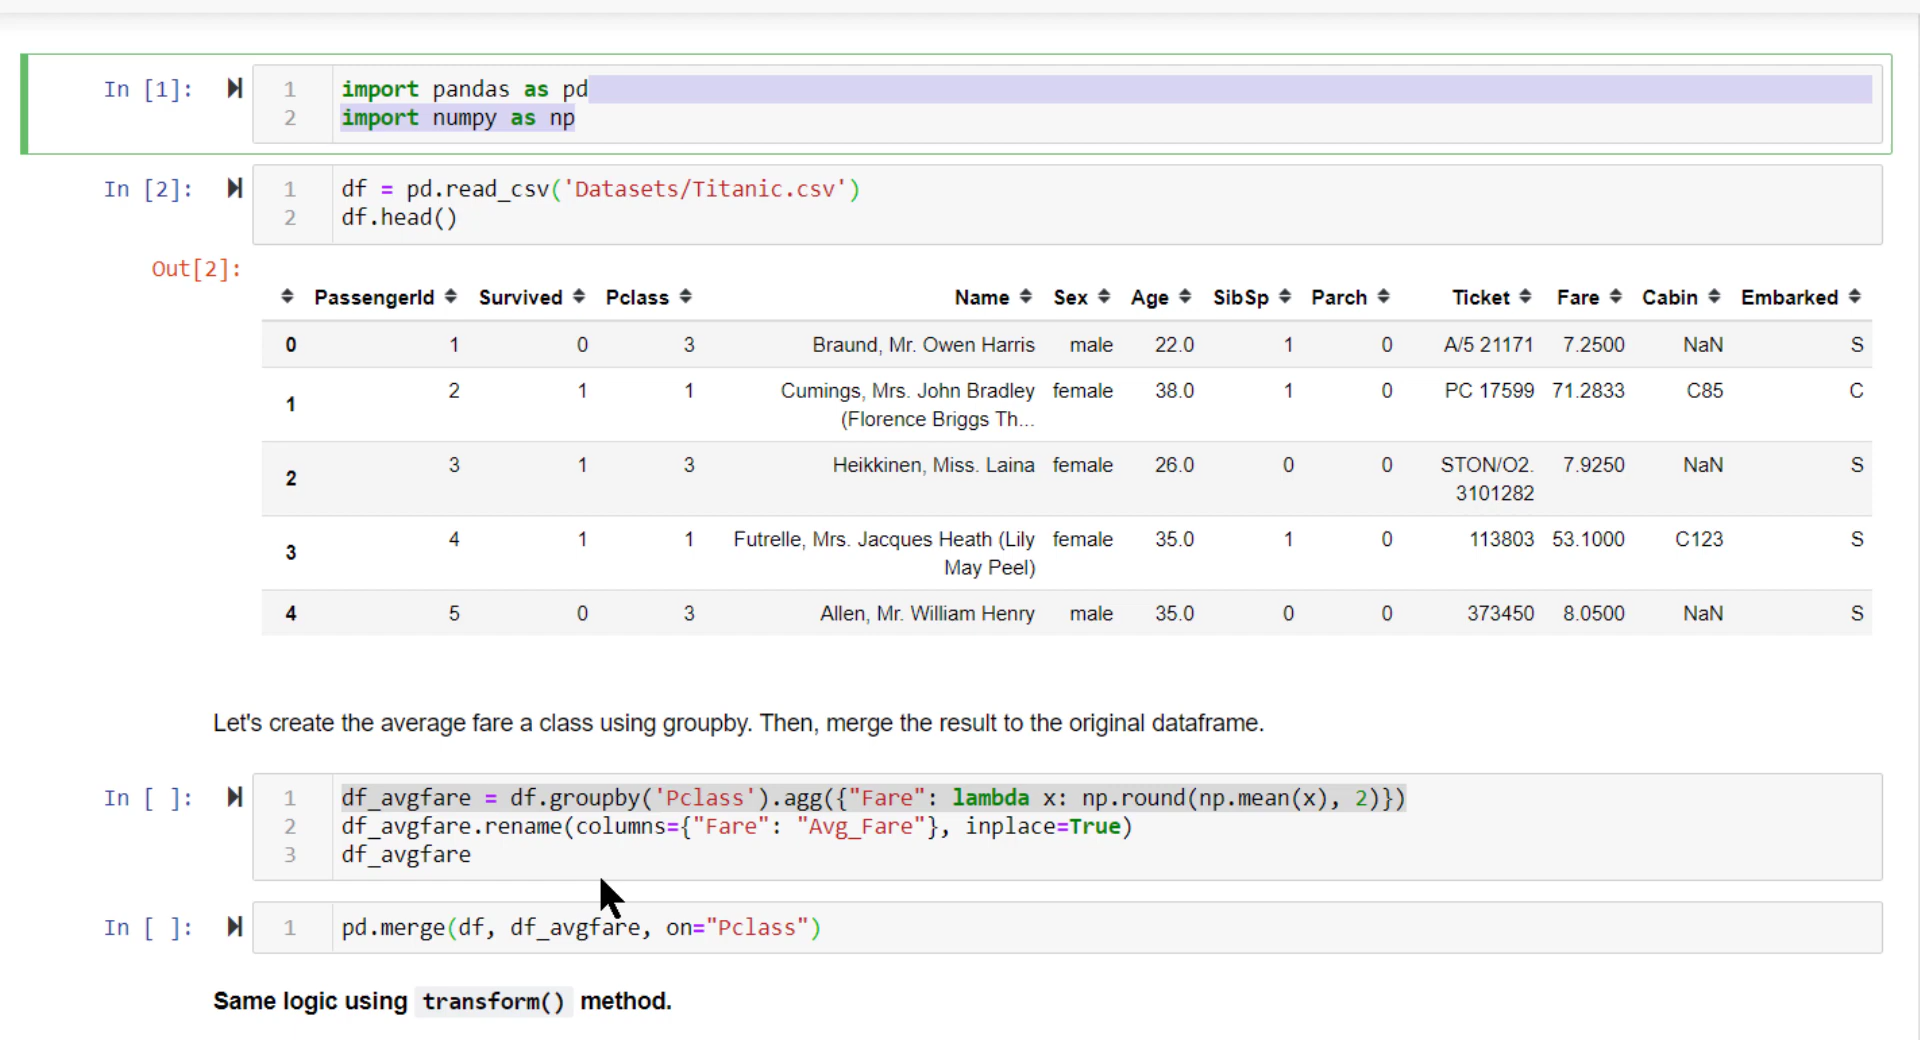 In [1]:
1 import pandas as pd
2 import numpy as np
In [2]:
1 df = pd.read_csv('Datasets/Titanic.csv')
2 df.head()
Out[2]:
PassengerId Survived Pclass Name Sex Age SibSp Parch Ticket Fare Cabin Embarked
0 1 0 3 Braund, Mr. Owen Harris male 22.0 1 0 A/5 21171 7.2500 NaN S
1 2 1 1 Cumings, Mrs. John Bradley female 38.0 1 0 PC 17599 71.2833 C85 C
(Florence Briggs Th...
2 3 1 3 Heikkinen, Miss. Laina female 26.0 0 0 STON/O2. 7.9250 NaN S
3101282
3 4 1 1 Futrelle, Mrs. Jacques Heath (Lily female 35.0 1 0 113803 53.1000 C123 S
May Peel)
4 5 0 3 Allen, Mr. William Henry male 35.0 0 0 373450 8.0500 NaN S
Let's create the average fare a class using groupby. Then, merge the result to the original dataframe.
In [ ]:
1 df_avgfare = df.groupby('Pclass').agg({"Fare": lambda x: np.round(np.mean(x), 2)})
2 df_avgfare.rename(columns={"Fare": "Avg_Fare"}, inplace=True)
3 df_avgfare
In [ ]:
1 pd.merge(df, df_avgfare, on="Pclass")
Same logic using transform() method.